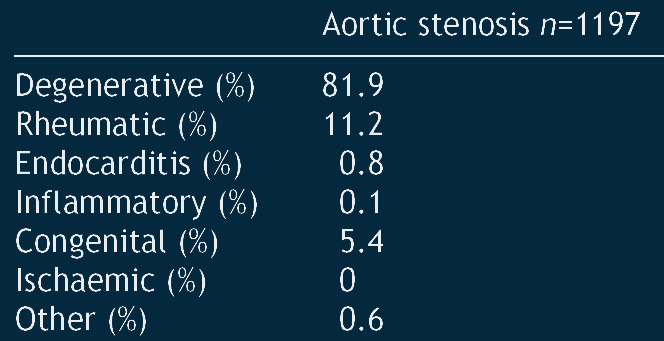 Aortic stenosis n=1197
Degenerative (%) 81.9
Rheumatic (%) 11.2
Endocarditis (%) 0.8
Inflammatory (%) 0.1
Congenital (%) 5.4
Ischaemic (%) 0
Other (%) 0.6